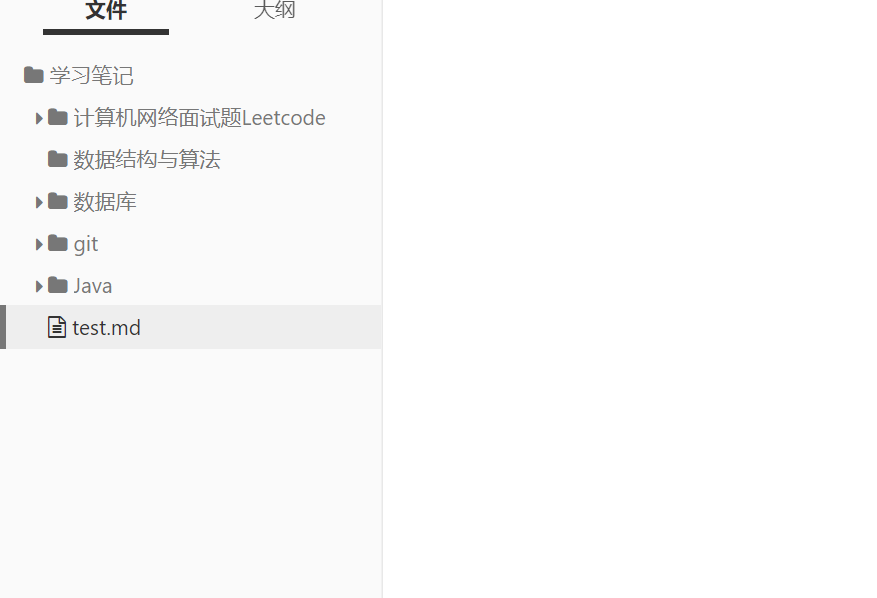 文件 大纲
学习笔记
计算机网络面试题Leetcode
数据结构与算法
数据库
git
Java
test.md